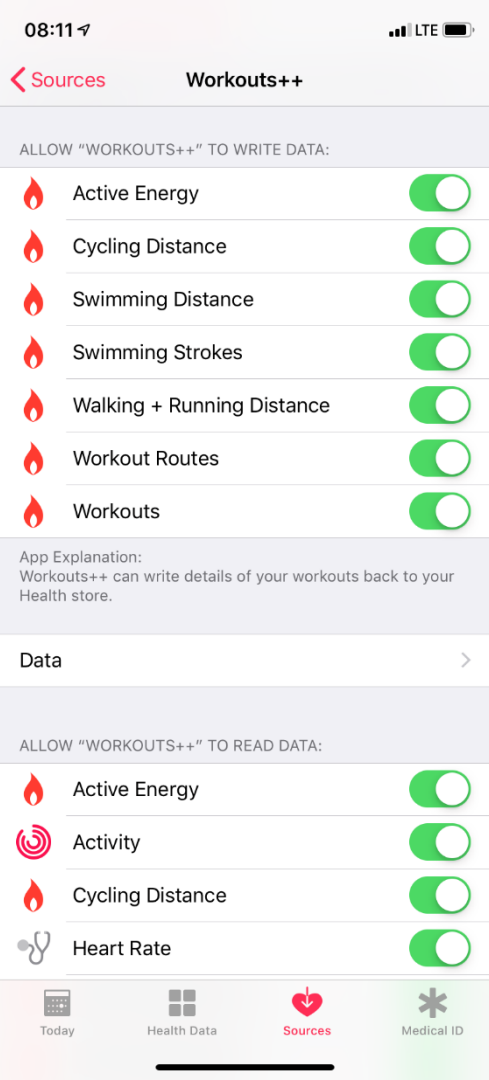 08:11
LTE
Sources
Workouts++
ALLOW “WORKOUTS++” TO WRITE DATA:
Active Energy
Cycling Distance
Swimming Distance
Swimming Strokes
Walking + Running Distance
Workout Routes
Workouts
App Explanation:
Workouts++ can write details of your workouts back to your
Health store.
Data
ALLOW “WORKOUTS++” TO READ DATA:
Active Energy
Activity
Cycling Distance
Heart Rate
Today
Health Data
Sources
Medical ID